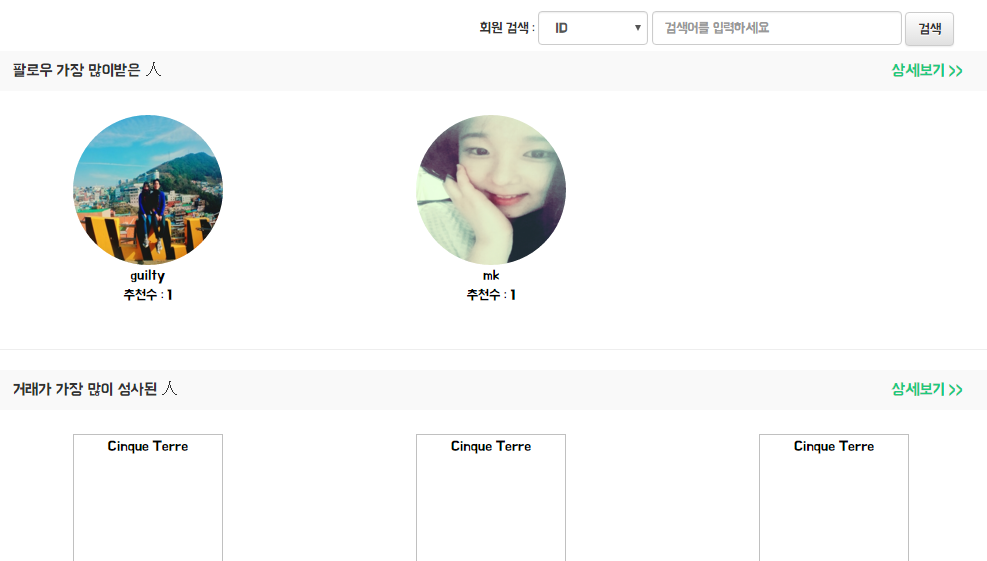 회원 검색 : ID 검색어를 입력하세요 검색
팔로우 가장 많이받은 人 상세보기 >>
guilty mk
추천수 : 1 추천수 : 1
거래가 가장 많이 성사된 人 상세보기 >>
Cinque Terre Cinque Terre Cinque Terre